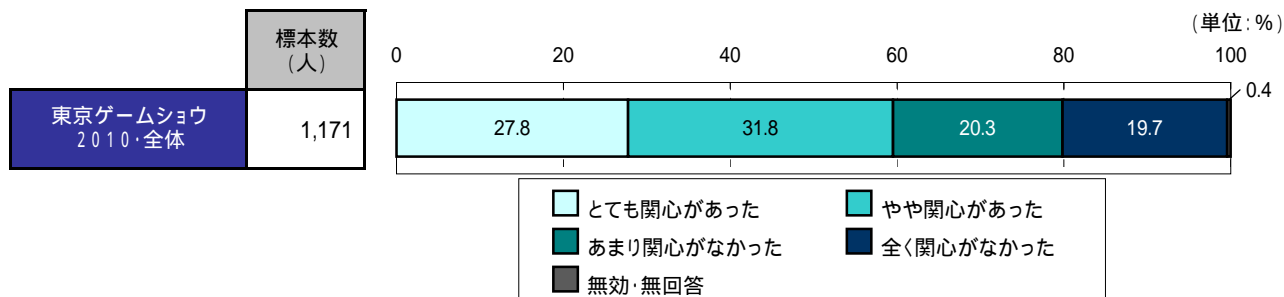 (単位:%)
標本数
(人)
0 20 40 60 80 100
東京ゲームショウ
2010・全体
1,171
27.8 31.8 20.3 19.7 0.4
とても関心があった やや関心があった
あまり関心がなかった 全く関心がなかった
無効・無回答